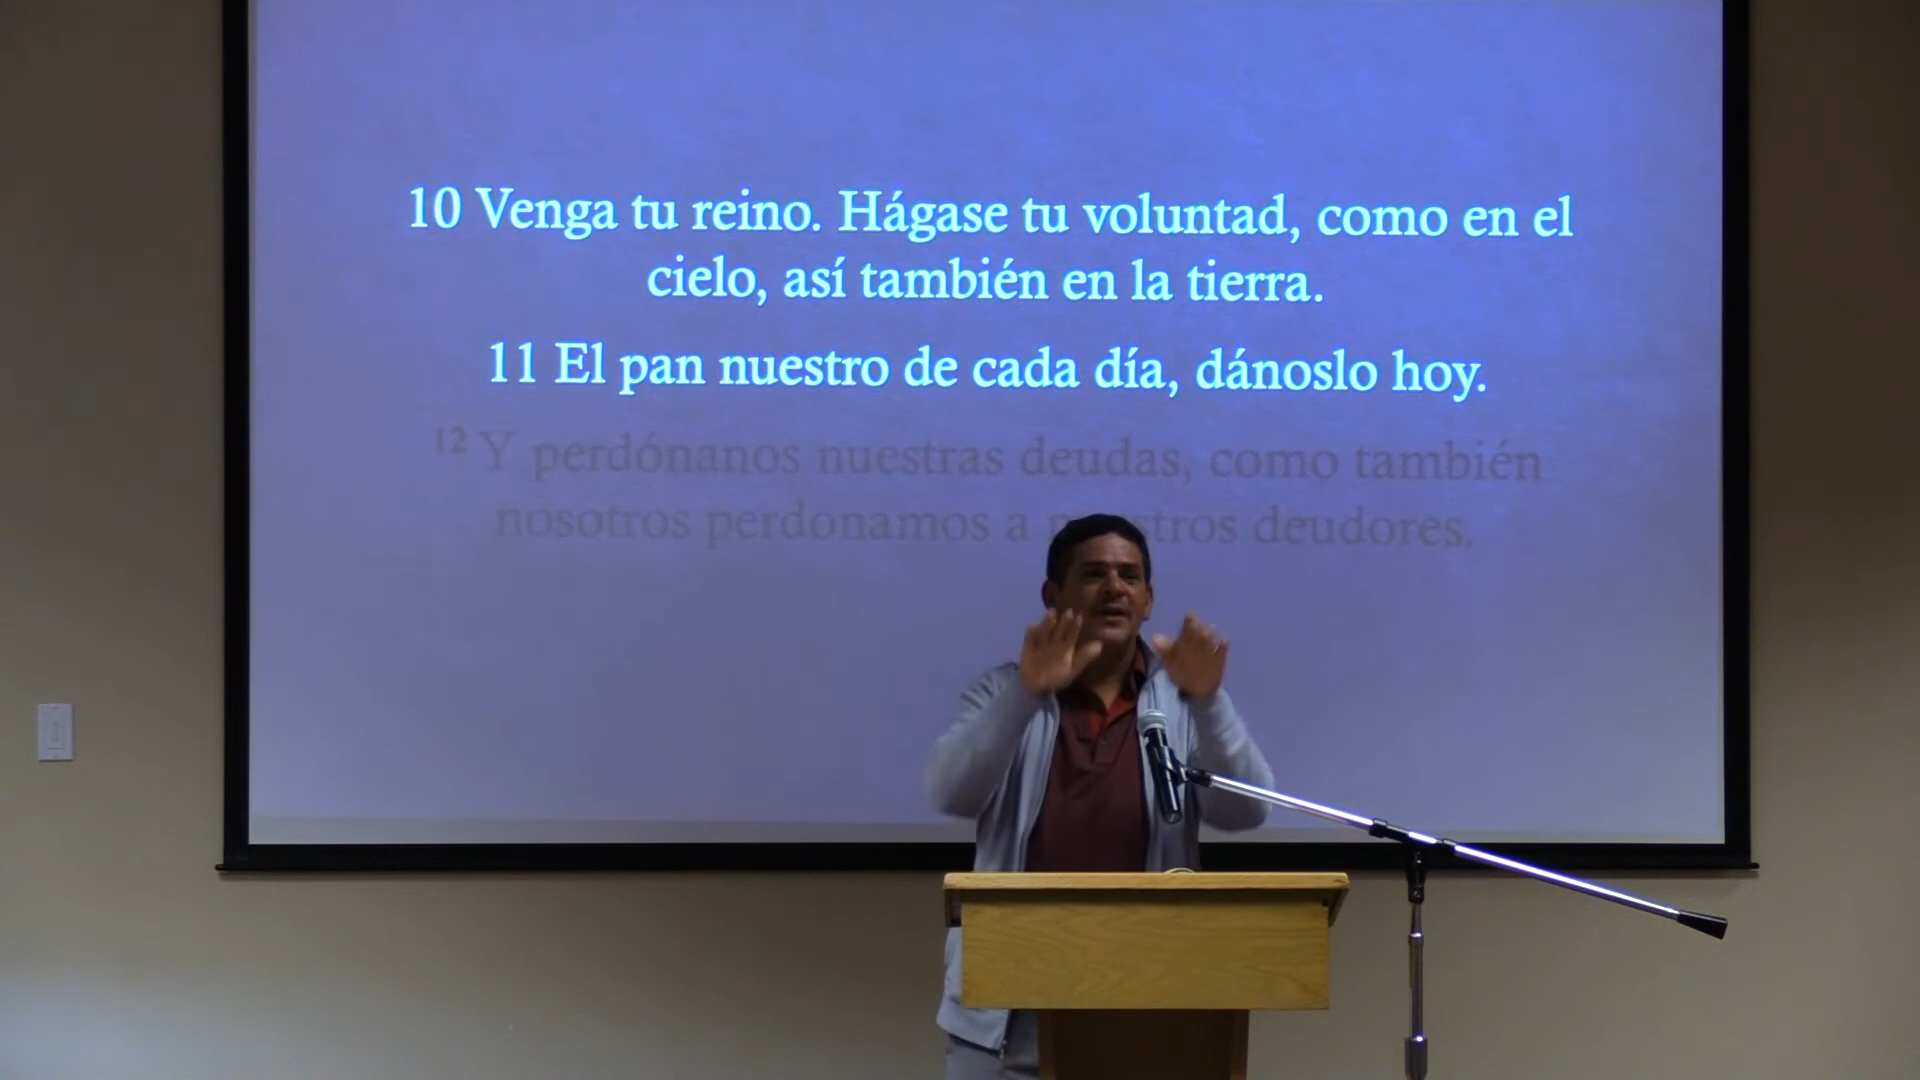 10 Venga tu reino. Hágase tu voluntad, como en el
cielo, así también en la tierra.
11 El pan nuestro de cada día, dánoslo hoy.
12 Y perdónanos nuestras deudas, como también
nosotros perdonamos a deudores.